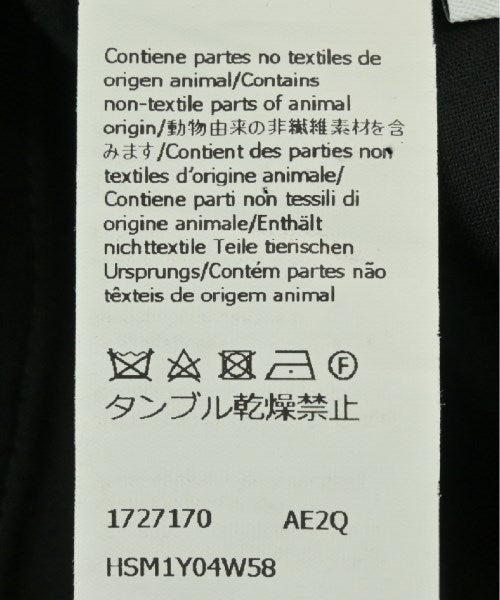 Contiene partes no textiles de
origen animal/Contains
non-textile parts of animal
origin/動物由来の非繊維素材を含
みます/Contient des parties non
textiles d'origine animale/
Contiene parti non tessili di
origine animale/Enthält
nichttextile Teile tierischen
Ursprungs/Contém partes não
têxteis de origem animal
F
タンブル乾燥禁止
1727170 AE2Q
HSM1Y04W58